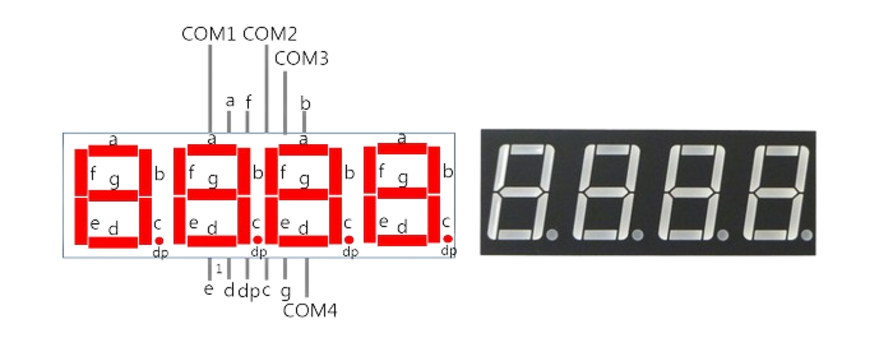 COM1 COM2
COM3
a f b
a a a a
f g b f g b f g b f g b
e d c e d c e d c e d c
dp dp dp dp
1
e d dp c g
COM4